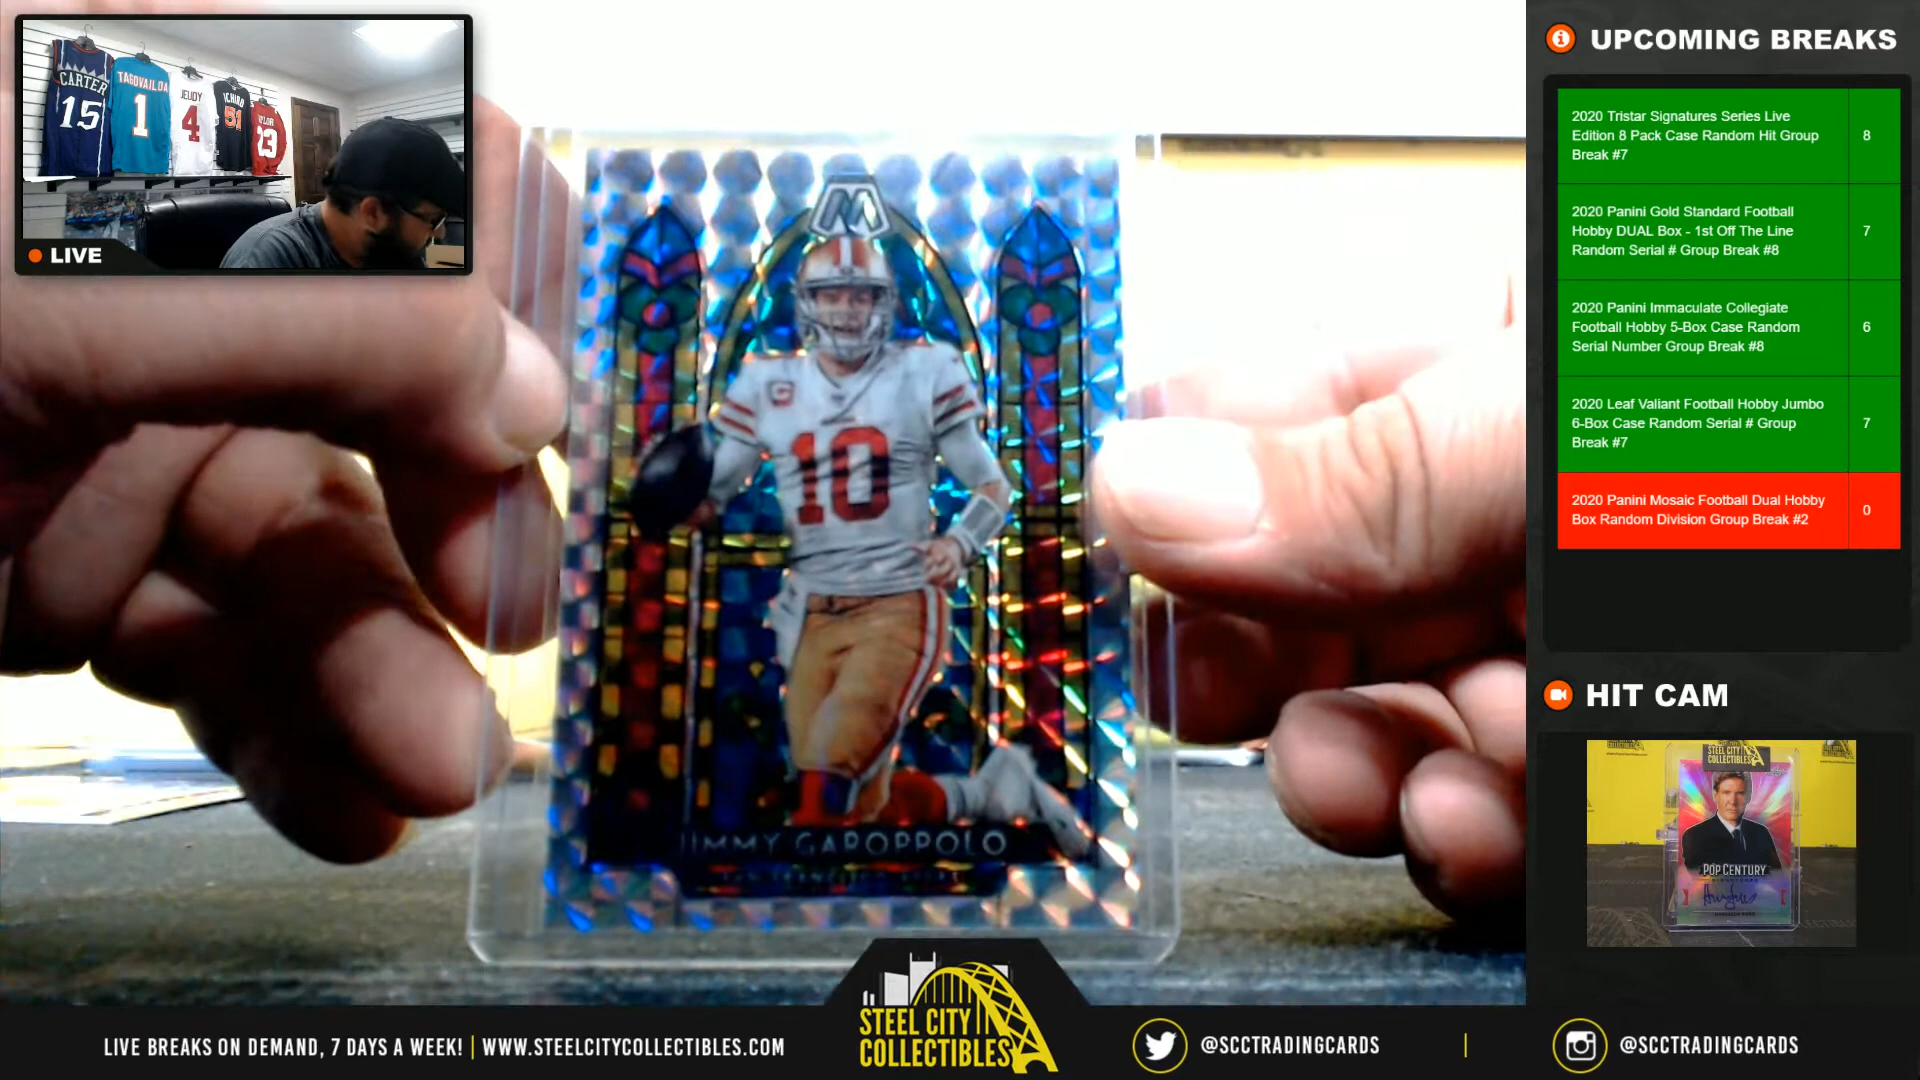 UPCOMING BREAKS
2020 Tristar Signatures Series Live
Edition 8 Pack Case Random Hit Group
Break #7
8
2020 Panini Gold Standard Football
Hobby DUAL Box - 1st Off The Line
Random Serial # Group Break #8
7
2020 Panini Immaculate Collegiate
Football Hobby 5-Box Case Random
Serial Number Group Break #8
6
2020 Leaf Valiant Football Hobby Jumbo
6-Box Case Random Serial # Group
Break #7
7
2020 Panini Mosaic Football Dual Hobby
Box Random Division Group Break #2
0
CARTER
15
TAGOVAILOA
1
JEUDY
4
ICHIRO
51
23
LIVE
M
C
10
JIMMY GAROPPOLO
HIT CAM
STEEL CITY
COLLECTIBLES
POP CENTURY
LIVE BREAKS ON DEMAND, 7 DAYS A WEEK! | WWW.STEELCITYCOLLECTIBLES.COM
STEEL CITY
COLLECTIBLES
@SCCTRADINGCARDS
@SCCTRADINGCARDS